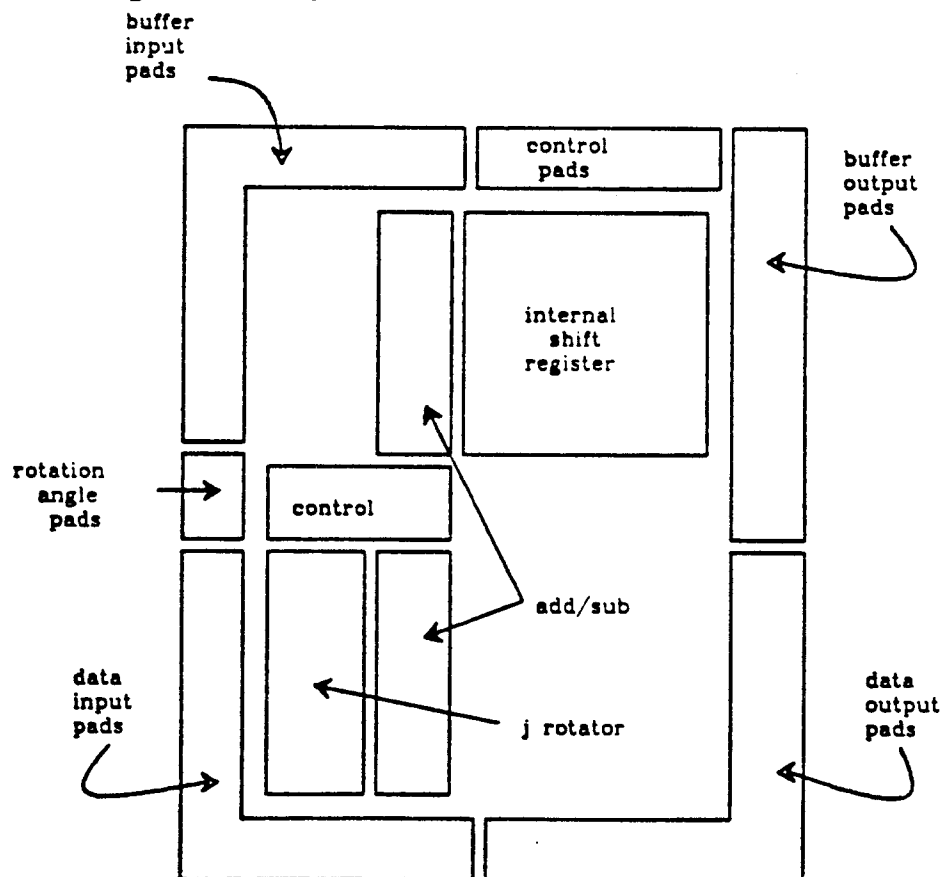 buffer
input
pads
control
pads
buffer
output
pads
internal
shift
register
rotation
angle
pads
control
add/sub
data
input
pads
j rotator
data
output
pads